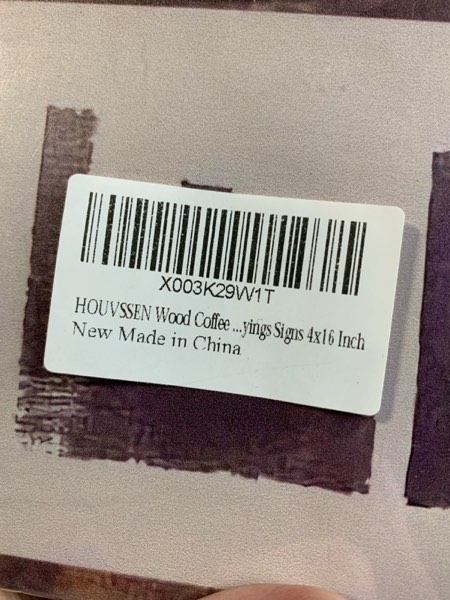 X003K29W1T
HOUVSSEN Wood Coffee ...yings Signs 4x16 Inch
New Made in China